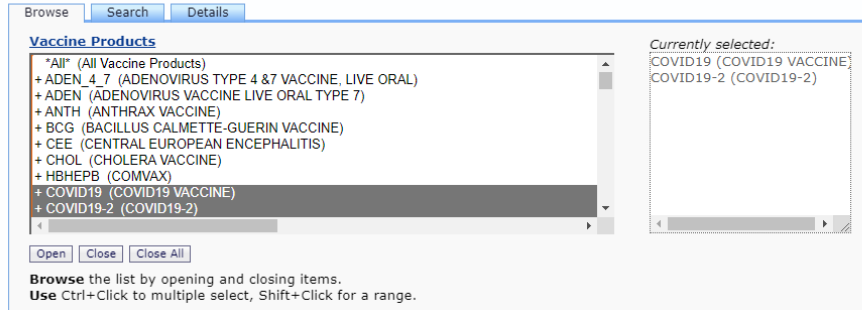 Browse Search Details
Vaccine Products
*All* (All Vaccine Products)
+ ADEN_4_7 (ADENOVIRUS TYPE 4 &7 VACCINE, LIVE ORAL)
+ ADEN (ADENOVIRUS VACCINE LIVE ORAL TYPE 7)
+ ANTH (ANTHRAX VACCINE)
+ BCG (BACILLUS CALMETTE-GUERIN VACCINE)
+ CEE (CENTRAL EUROPEAN ENCEPHALITIS)
+ CHOL (CHOLERA VACCINE)
+ HBHEPB (COMVAX)
+ COVID19 (COVID19 VACCINE)
+ COVID19-2 (COVID19-2)
Currently selected:
COVID19 (COVID19 VACCINE)
COVID19-2 (COVID19-2)
Open Close Close All
Browse the list by opening and closing items.
Use Ctrl+Click to multiple select, Shift+Click for a range.